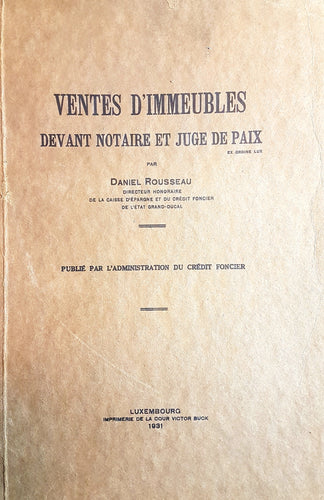 VENTES D'IMMEUBLES
DEVANT NOTAIRE ET JUGE DE PAIX
EX ORDINE LUX
PAR
DANIEL ROUSSEAU
DIRECTEUR HONORAIRE
DE LA CAISSE D'ÉPARGNE ET DU CRÉDIT FONCIER
DE L'ÉTAT GRAND-DUCAL
PUBLIÉ PAR L'ADMINISTRATION DU CRÉDIT FONCIER
LUXEMBOURG
IMPRIMERIE DE LA COUR VICTOR BUCK
1931